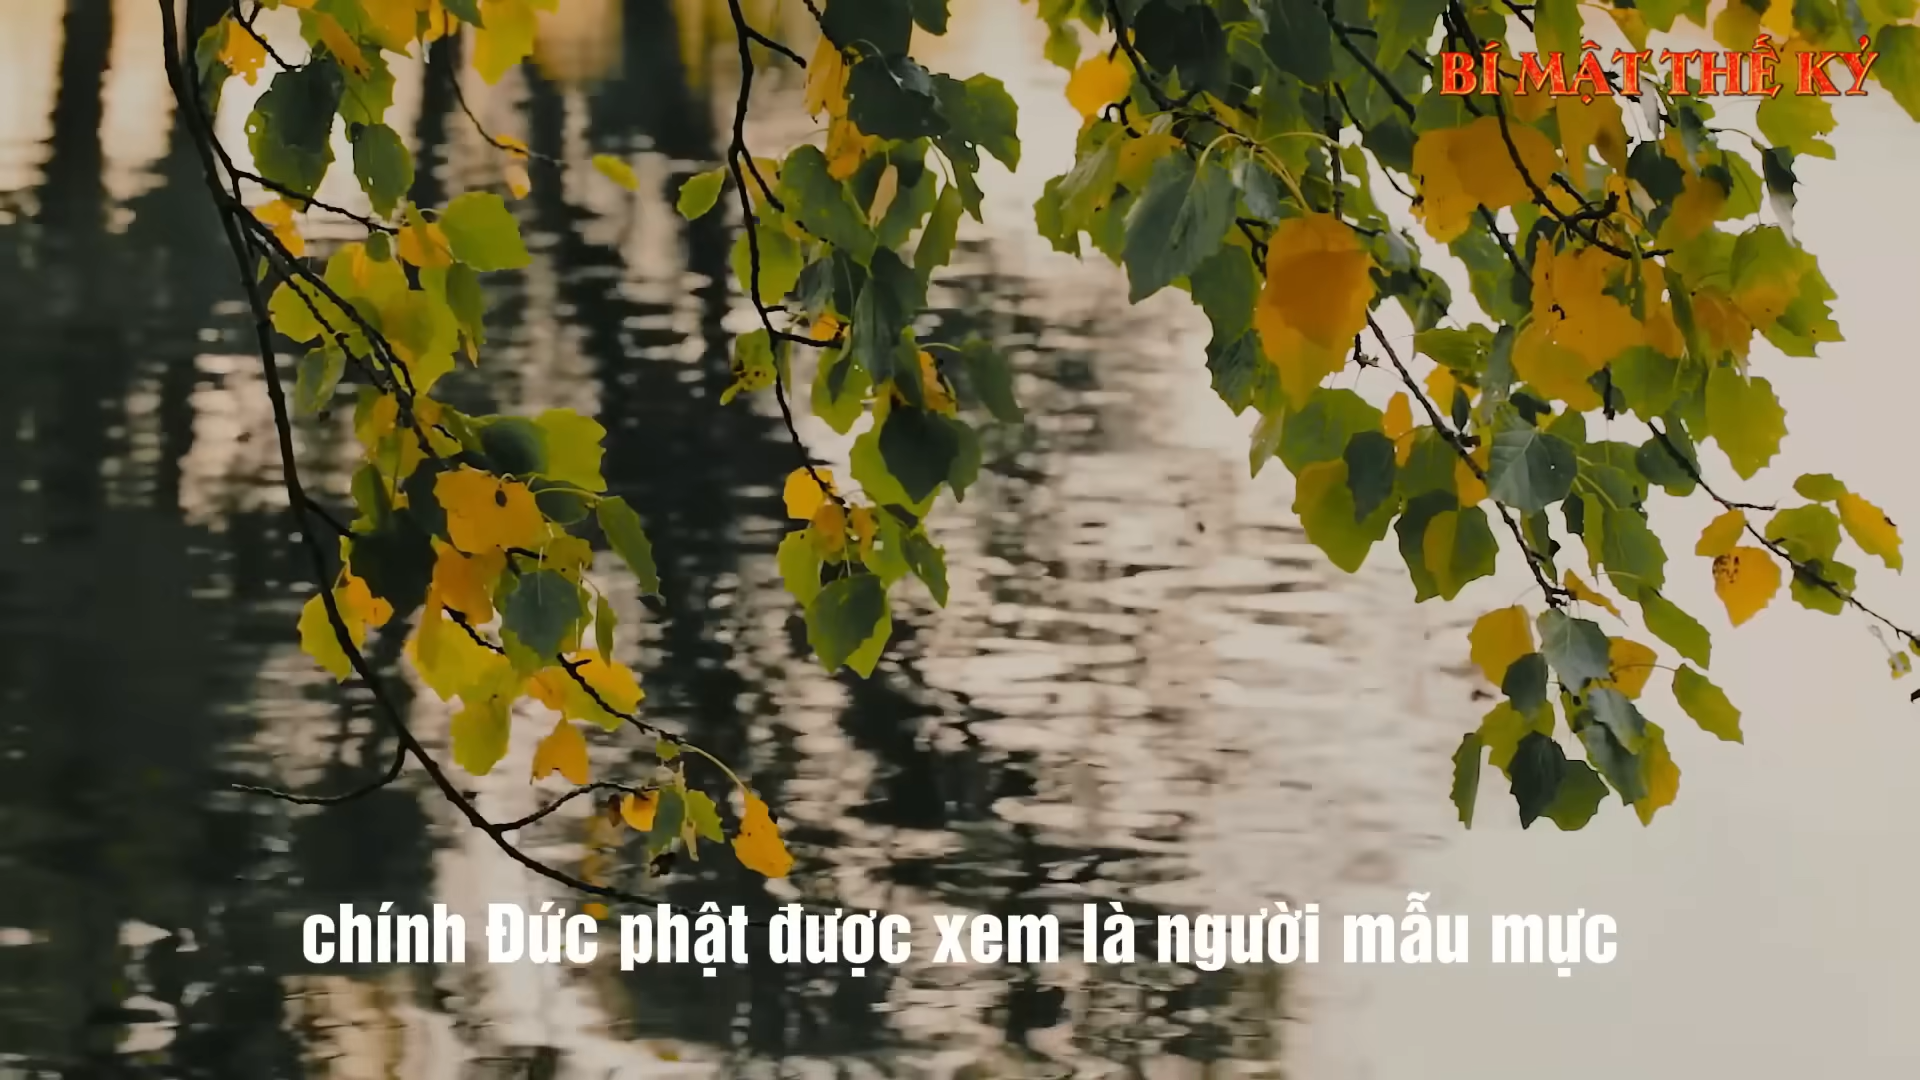 BÍ MẬT THẾ KỶ
chính Đức phật được xem là người mẫu mực